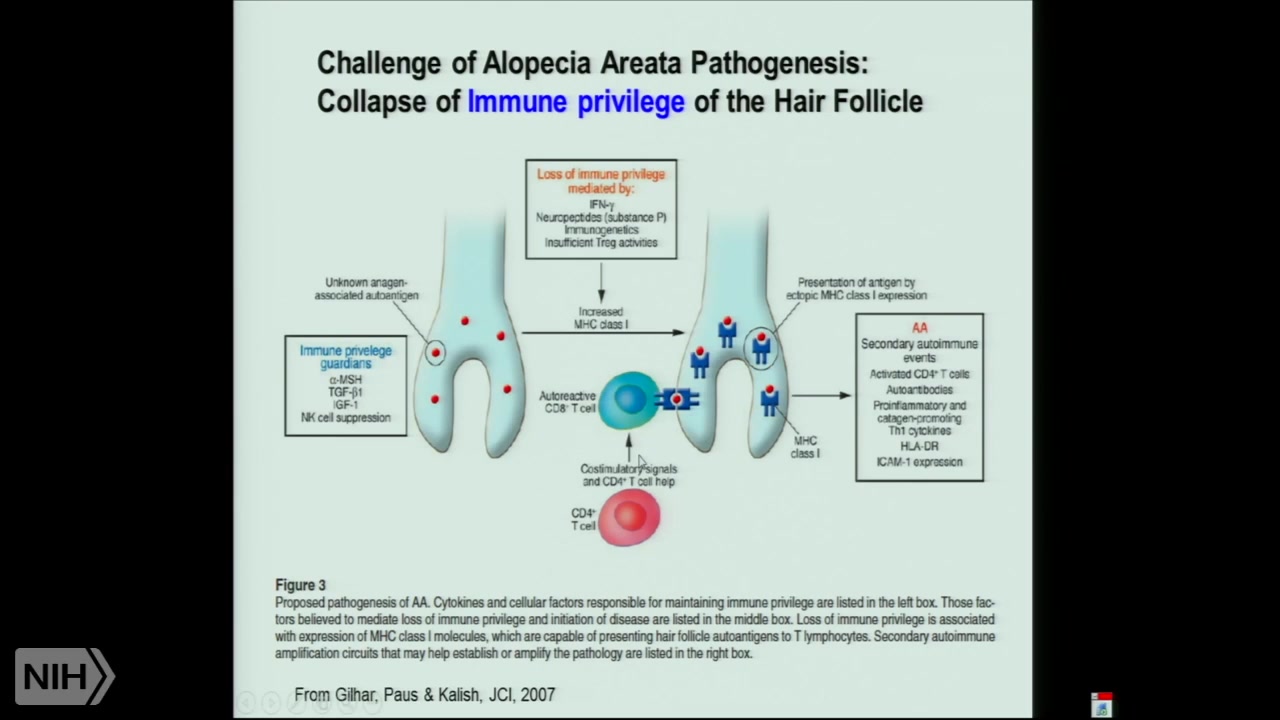 Challenge of Alopecia Areata Pathogenesis:
Collapse of Immune privilege of the Hair Follicle
Loss of immune privilege
mediated by:
IFN-γ
Neuropeptides (substance P)
Immunogenetics
Insufficient Treg activities
Unknown anagen-
associated autoantigen
Increased
MHC class I
Presentation of antigen by
ectopic MHC class I expression
Immune privelege
guardians
α-MSH
TGF-β1
IGF-1
NK cell suppression
Autoreactive
CD8⁺ T cell
AA
Secondary autoimmune
events
Activated CD4⁺ T cells
Autoantibodies
Proinflammatory and
catagen-promoting
Th1 cytokines
HLA-DR
ICAM-1 expression
MHC
class I
Costimulatory signals
and CD4⁺ T cell help
CD4⁺
T cell
Figure 3
Proposed pathogenesis of AA. Cytokines and cellular factors responsible for maintaining immune privilege are listed in the left box. Those fac-
tors believed to mediate loss of immune privilege and initiation of disease are listed in the middle box. Loss of immune privilege is associated
with expression of MHC class I molecules, which are capable of presenting hair follicle autoantigens to T lymphocytes. Secondary autoimmune
amplification circuits that may help establish or amplify the pathology are listed in the right box.
NIH
From Gilhar, Paus & Kalish, JCI, 2007